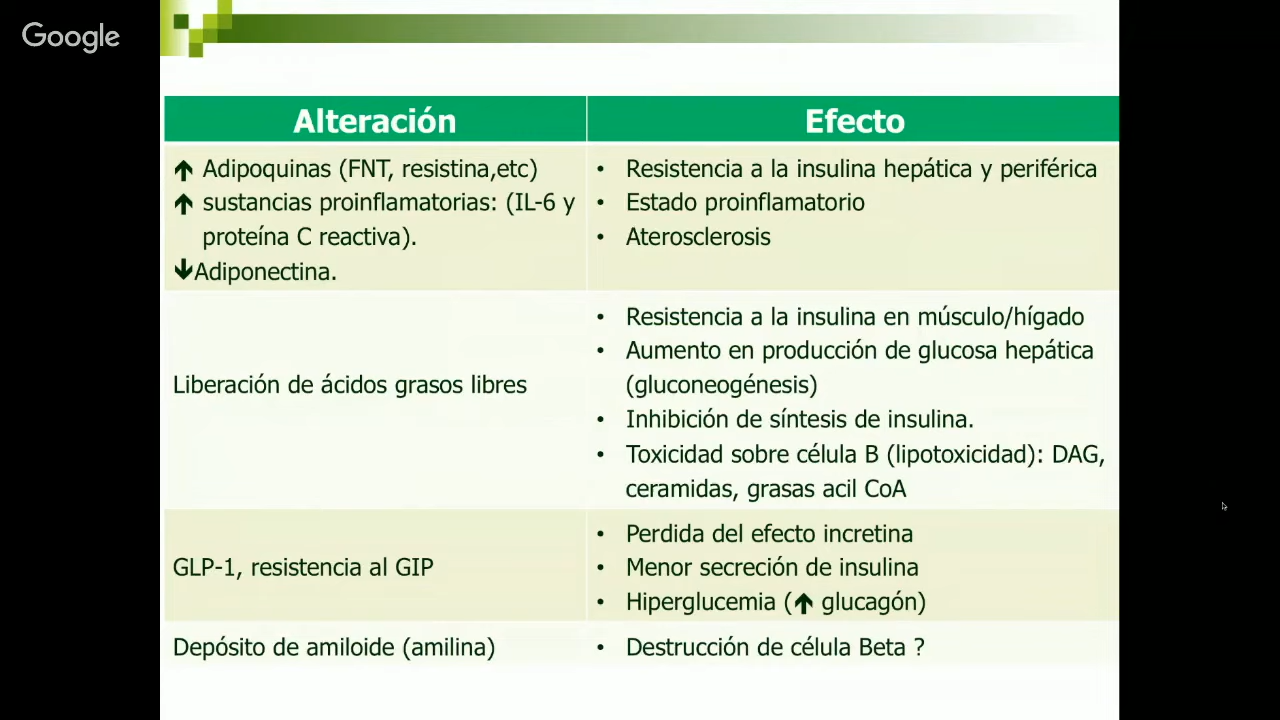 Google
Alteración
Efecto
↑ Adipoquinas (FNT, resistina,etc)
↑ sustancias proinflamatorias: (IL-6 y
proteína C reactiva).
↓Adiponectina.
• Resistencia a la insulina hepática y periférica
• Estado proinflamatorio
• Aterosclerosis
Liberación de ácidos grasos libres
• Resistencia a la insulina en músculo/hígado
• Aumento en producción de glucosa hepática
(gluconeogénesis)
• Inhibición de síntesis de insulina.
• Toxicidad sobre célula B (lipotoxicidad): DAG,
ceramidas, grasas acil CoA
GLP-1, resistencia al GIP
• Perdida del efecto incretina
• Menor secreción de insulina
• Hiperglucemia (↑ glucagón)
Depósito de amiloide (amilina)
• Destrucción de célula Beta ?